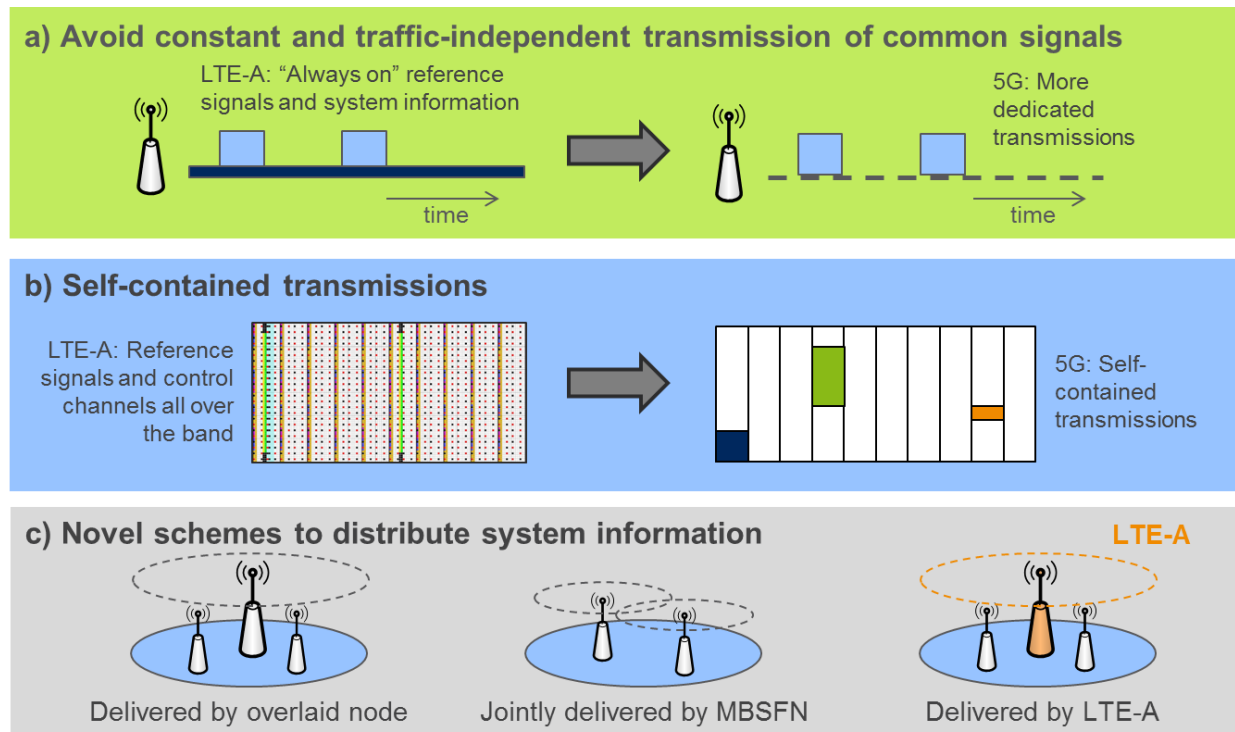 a) Avoid constant and traffic-independent transmission of common signals
LTE-A: “Always on” reference
signals and system information
time
5G: More
dedicated
transmissions
time
b) Self-contained transmissions
LTE-A: Reference
signals and control
channels all over
the band
5G: Self-
contained
transmissions
c) Novel schemes to distribute system information
LTE-A
Delivered by overlaid node
Jointly delivered by MBSFN
Delivered by LTE-A